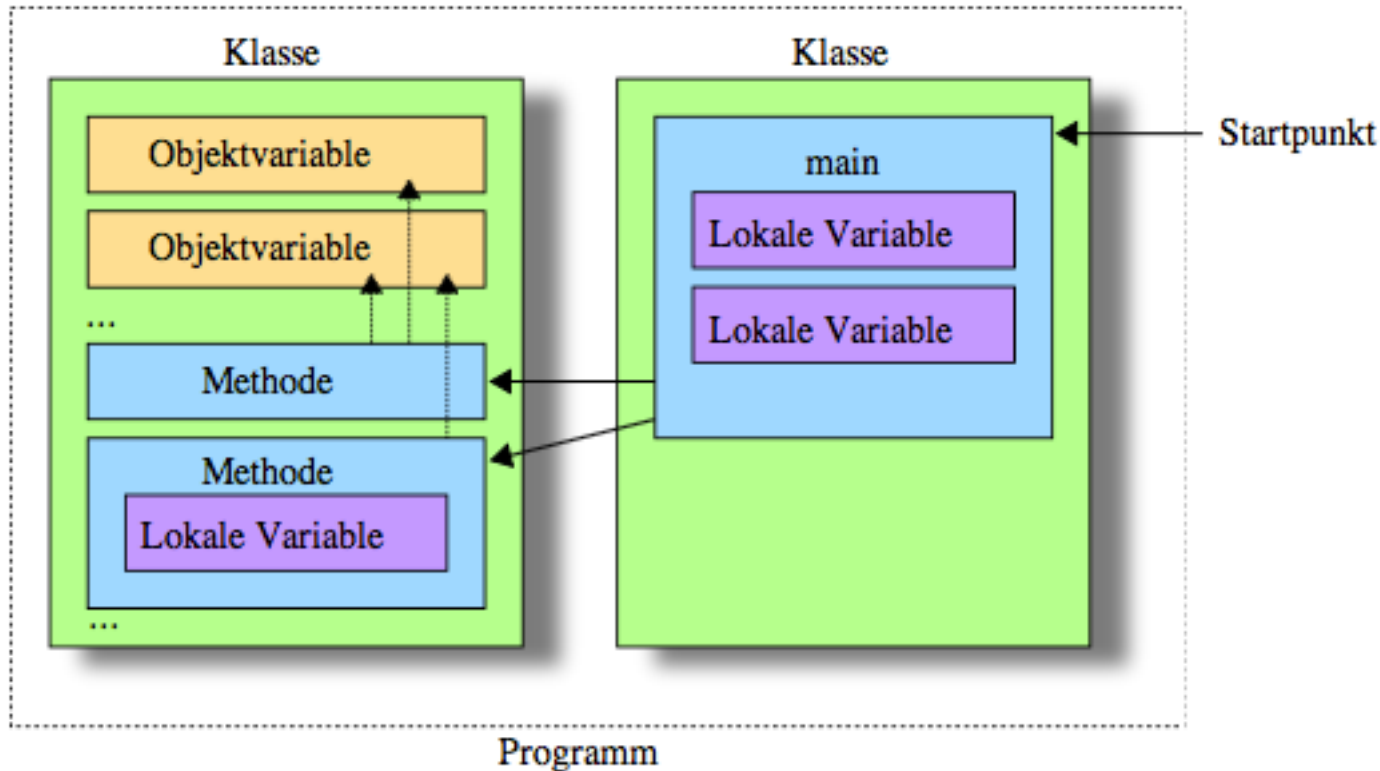 Klasse
Objektvariable
Objektvariable
...
Methode
Methode
Lokale Variable
...
Klasse
main
Lokale Variable
Lokale Variable
Startpunkt
Programm